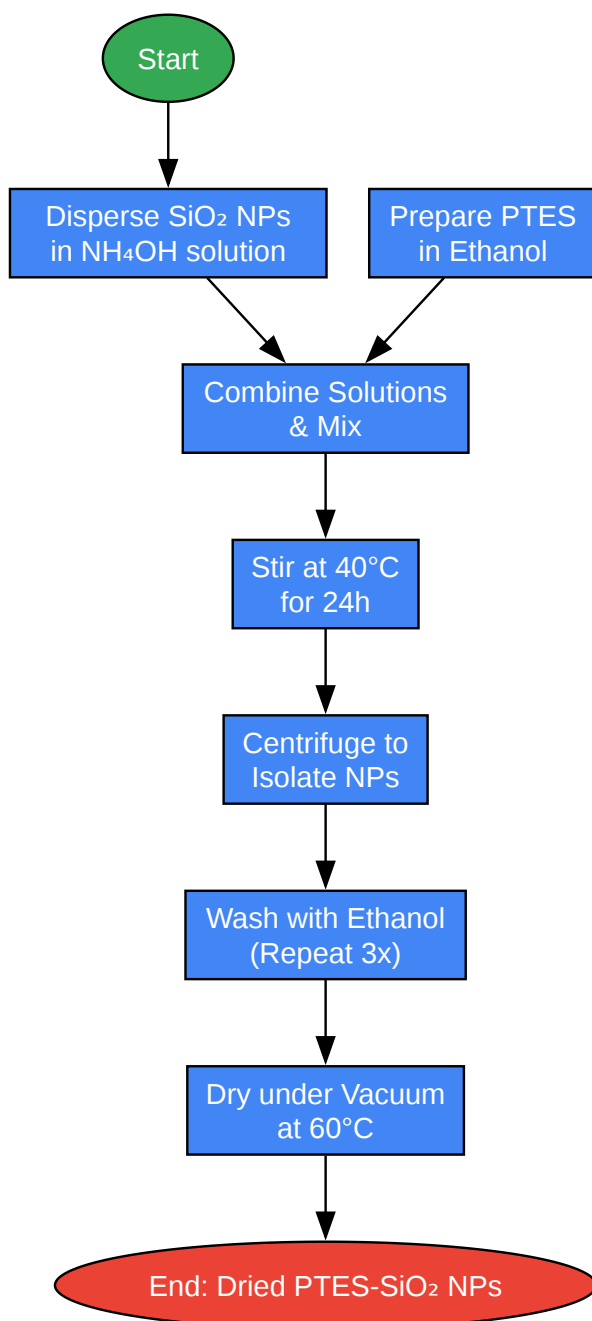 Start
Disperse SiO₂ NPs
in NH₄OH solution
Prepare PTES
in Ethanol
Combine Solutions
& Mix
Stir at 40°C
for 24h
Centrifuge to
Isolate NPs
Wash with Ethanol
(Repeat 3x)
Dry under Vacuum
at 60°C
End: Dried PTES-SiO₂ NPs